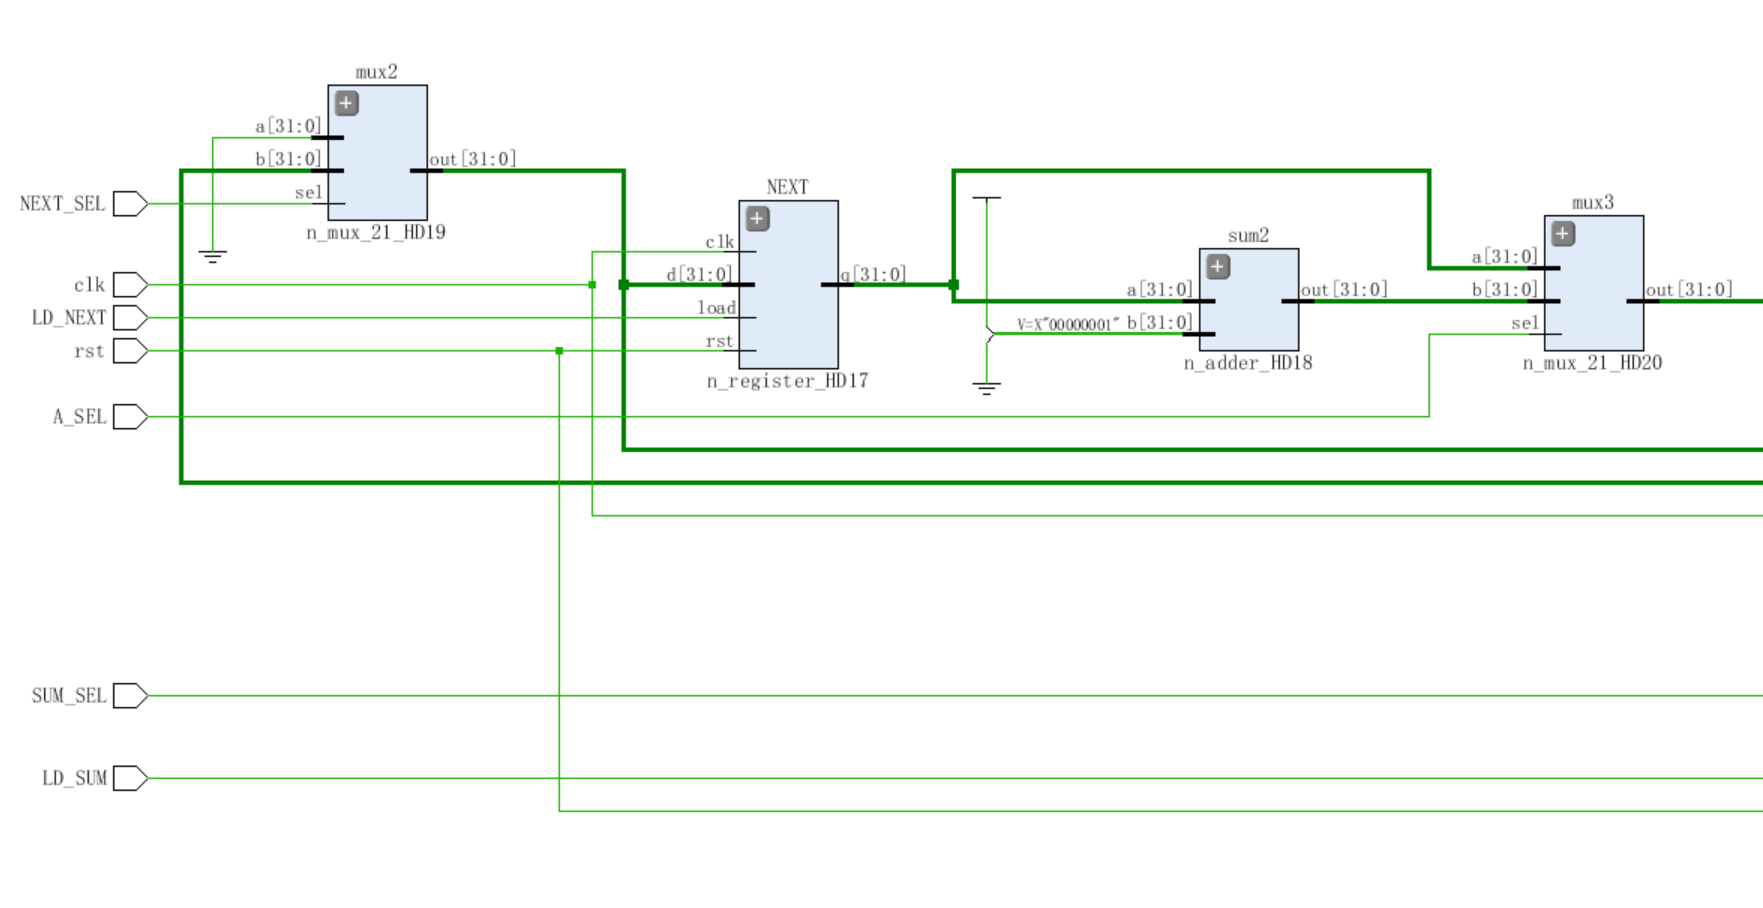 mux2
a[31:0]
b[31:0]
out[31:0]
sel
NEXT_SEL
n_mux_21_HD19
NEXT
clk
d[31:0]
q[31:0]
load
rst
n_register_HD17
clk
LD_NEXT
rst
A_SEL
sum2
a[31:0]
out[31:0]
V=X"00000001"
b[31:0]
n_adder_HD18
mux3
a[31:0]
b[31:0]
out[31:0]
sel
n_mux_21_HD20
SUM_SEL
LD_SUM